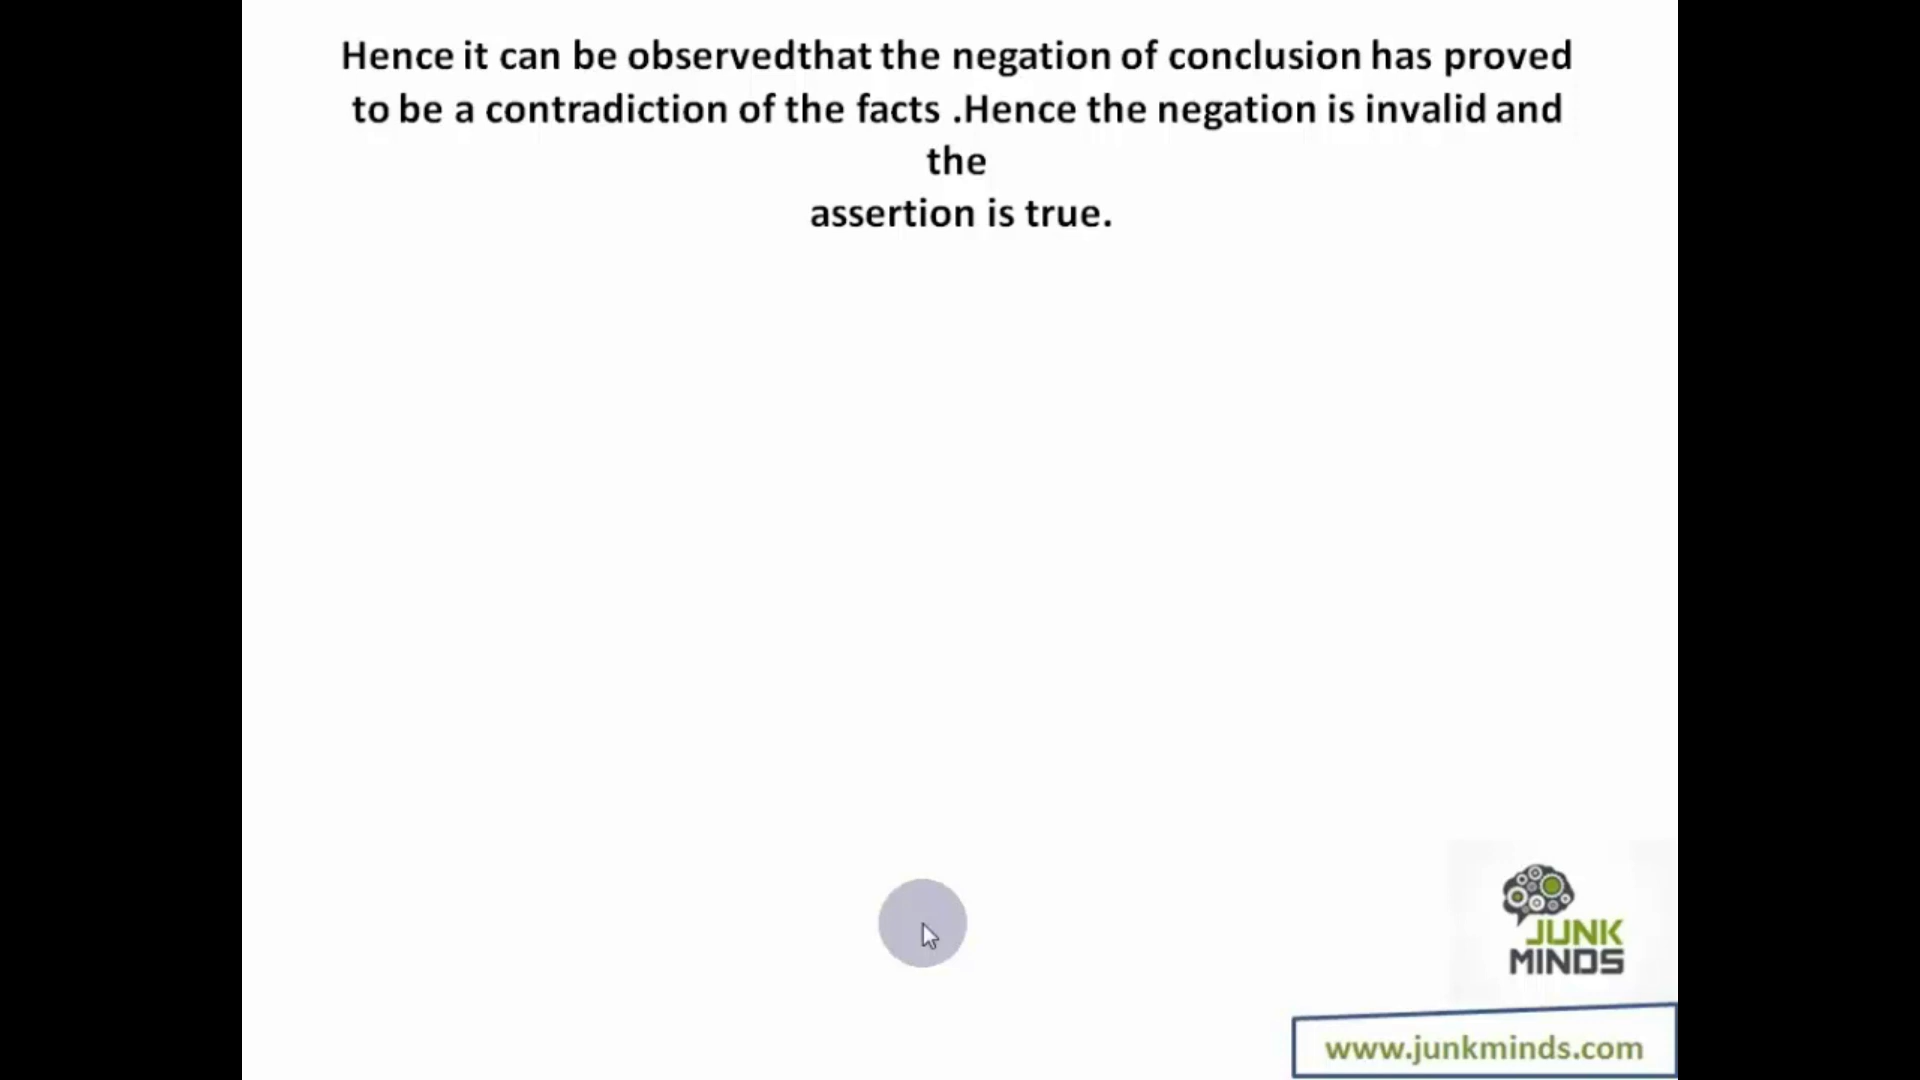 Hence it can be observedthat the negation of conclusion has proved
to be a contradiction of the facts .Hence the negation is invalid and
the
assertion is true.
JUNK
MINDS
www.junkminds.com